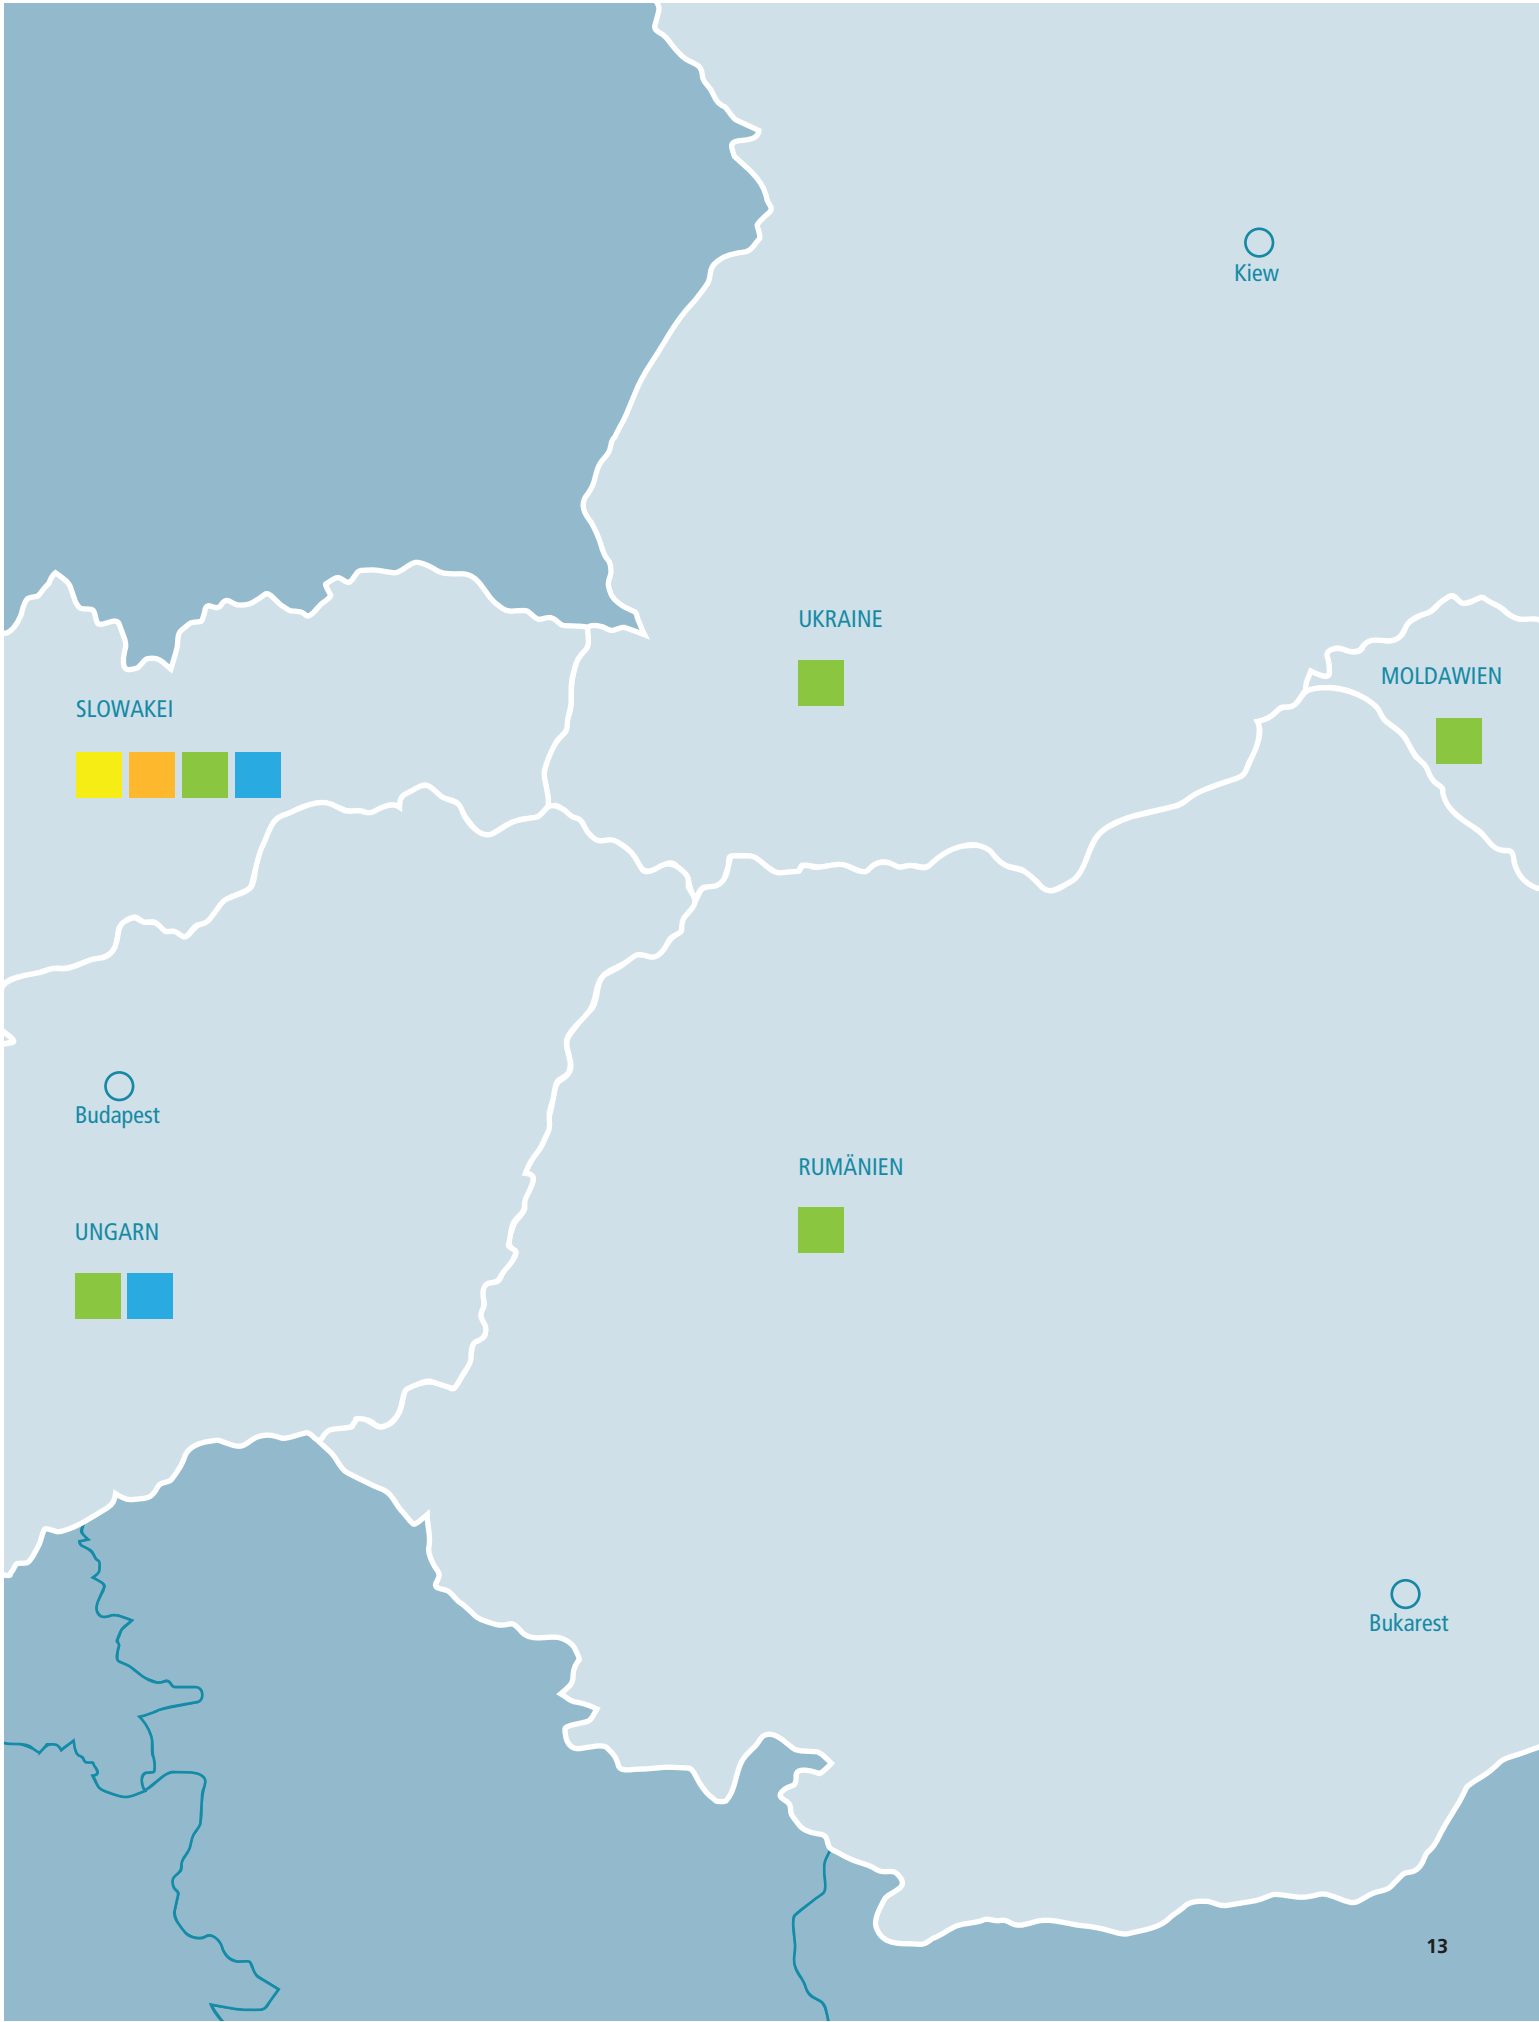 Kiew
UKRAINE
MOLDAWIEN
SLOWAKEI
Budapest
RUMÄNIEN
UNGARN
Bukarest
13